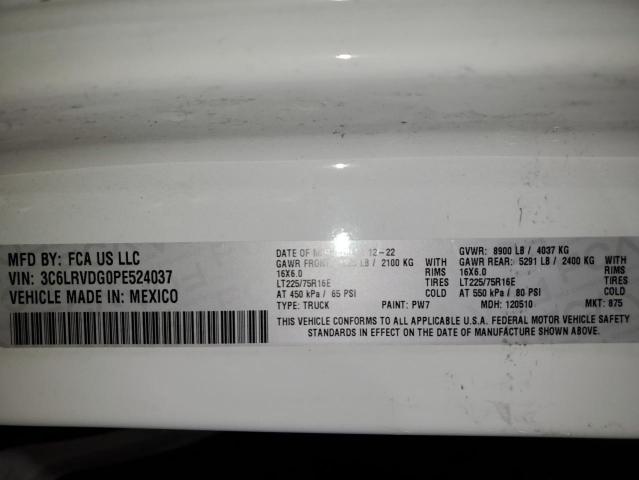 MFD BY: FCA US LLC
VIN: 3C6LRVDG0PE524037
VEHICLE MADE IN: MEXICO
DATE OF 12-22
GAWR FRONT: LB / 2100 KG
16X6.0 WITH RIMS
LT225/75R16E TIRES
AT 450 kPa / 65 PSI COLD
TYPE: TRUCK PAINT: PW7
GVWR: 8900 LB / 4037 KG
GAWR REAR: 5291 LB / 2400 KG
16X6.0 WITH RIMS
LT225/75R16E TIRES
AT 550 kPa / 80 PSI COLD
MDH: 120510 MKT: 875
THIS VEHICLE CONFORMS TO ALL APPLICABLE U.S.A. FEDERAL MOTOR VEHICLE SAFETY
STANDARDS IN EFFECT ON THE DATE OF MANUFACTURE SHOWN ABOVE.